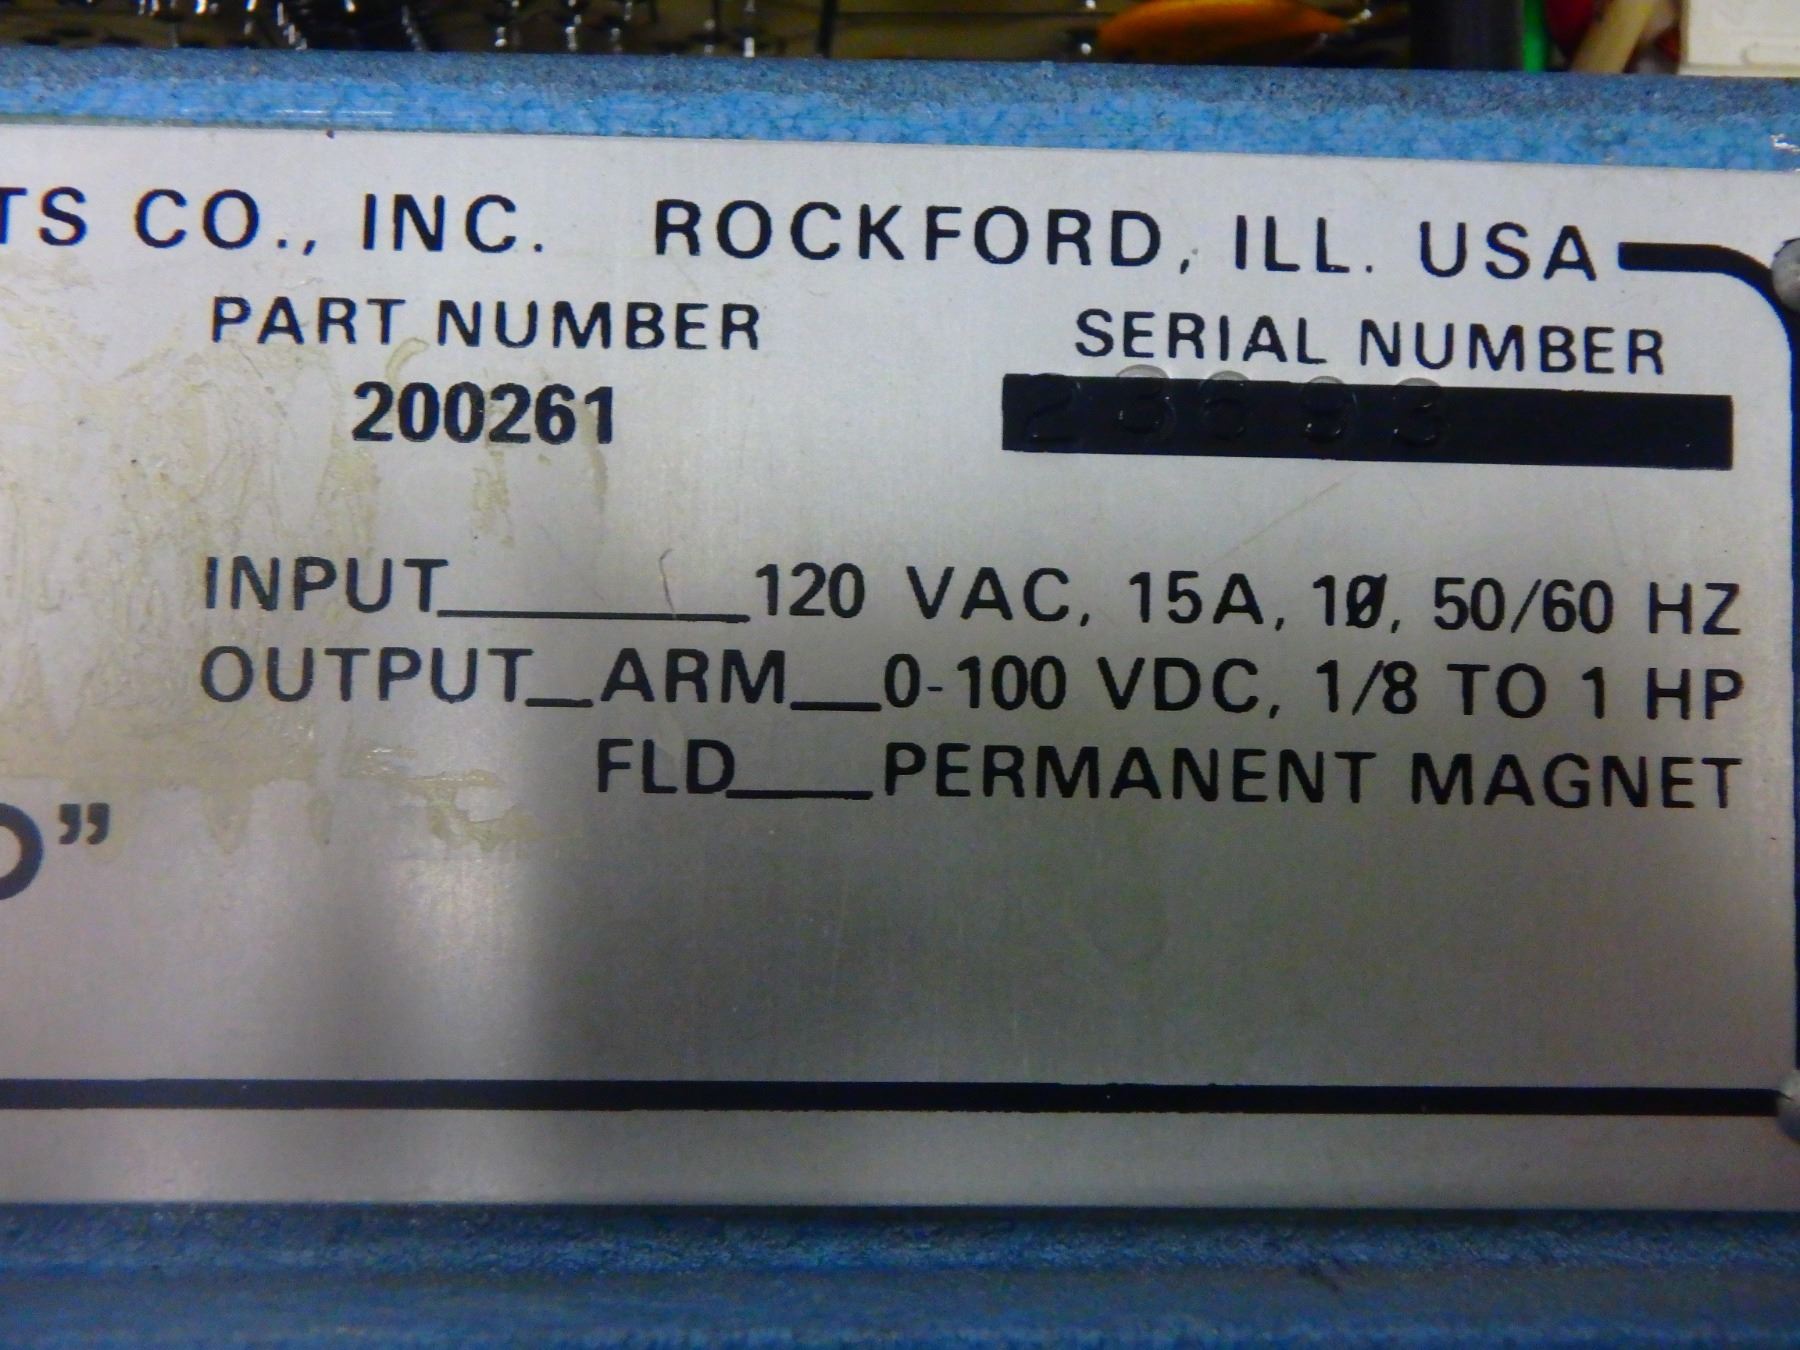 TS CO., INC. ROCKFORD, ILL. USA
PART NUMBER SERIAL NUMBER
200261
INPUT 120 VAC, 15A, 1Ø, 50/60 HZ
OUTPUT ARM 0-100 VDC, 1/8 TO 1 HP
FLD PERMANENT MAGNET
”